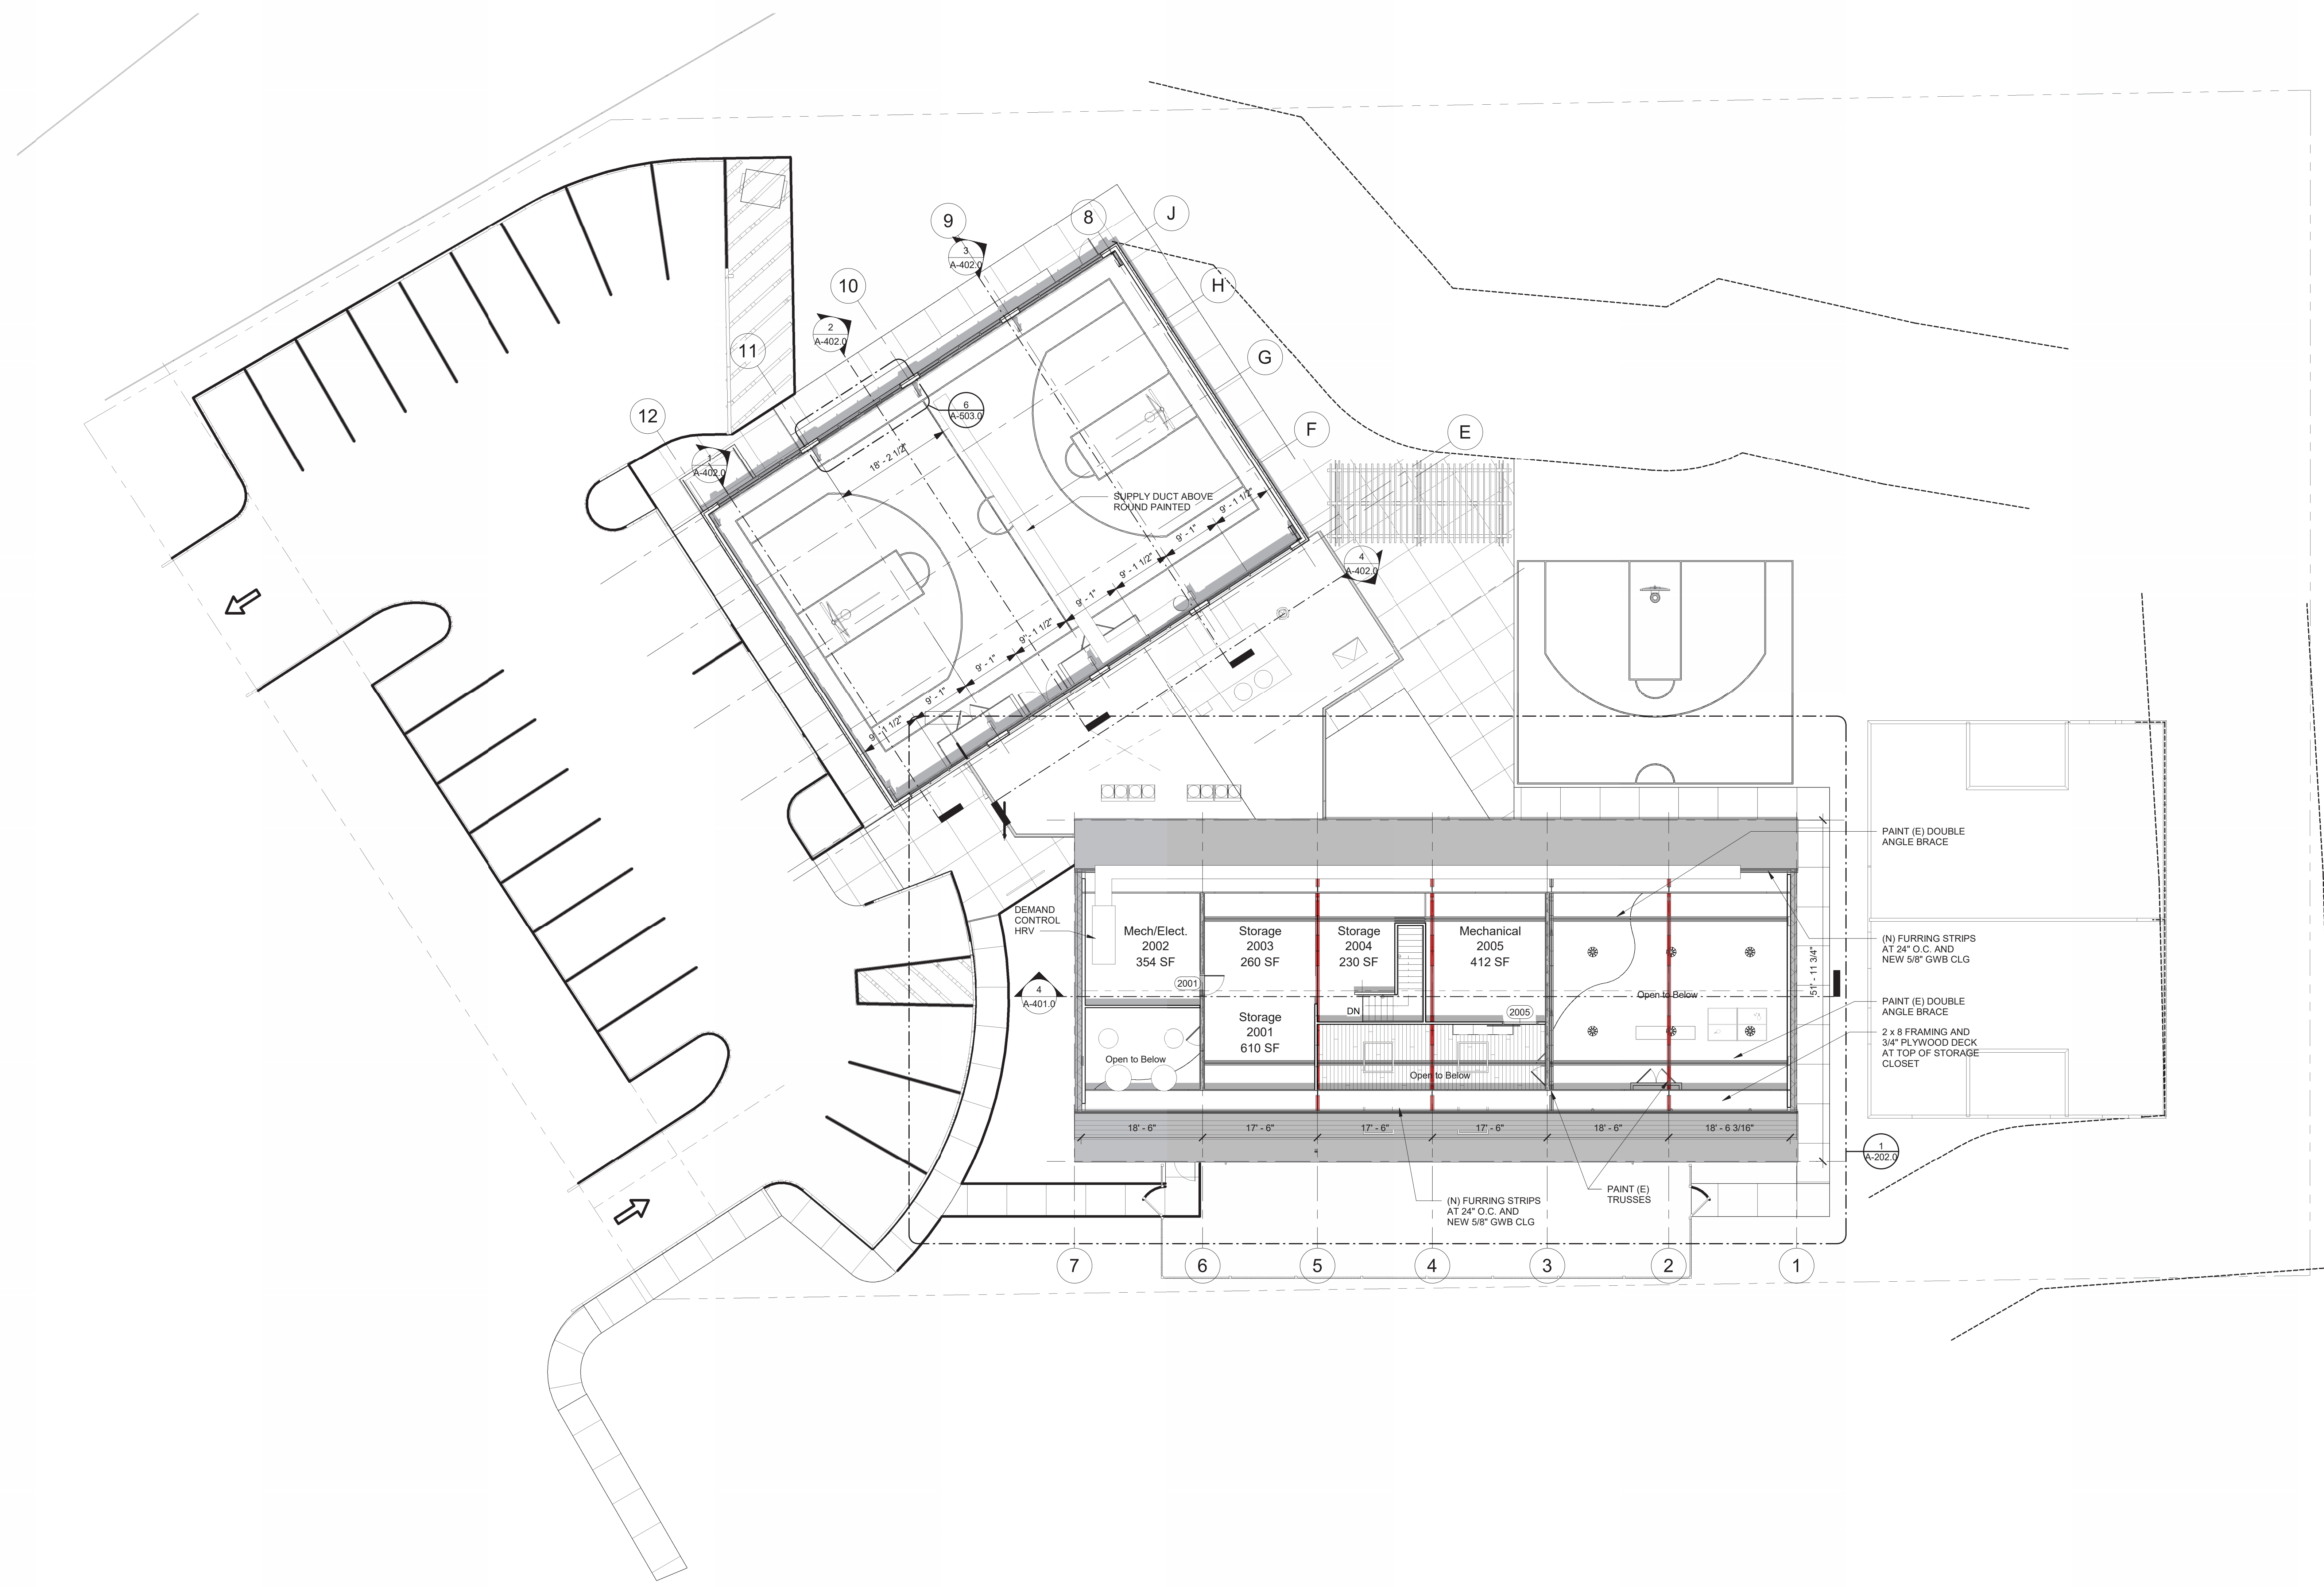 9
8
J
3
A-402.0
H
10
2
A-402.0
11
G
12
6
A-503.0
F
E
1
A-402.0
18' - 2 1/2"
SUPPLY DUCT ABOVE
ROUND PAINTED
9' - 1 1/2"
9' - 1"
9' - 1 1/2"
9' - 1"
9' - 1 1/2"
9' - 1"
9' - 1"
9' - 1 1/2"
4
A-402.0
PAINT (E) DOUBLE
ANGLE BRACE
DEMAND
CONTROL
HRV
Mech/Elect.
2002
354 SF
Storage
2003
260 SF
Storage
2004
230 SF
Mechanical
2005
412 SF
(N) FURRING STRIPS
AT 24" O.C. AND
NEW 5/8" GWB CLG
51' - 11 3/4"
2001
4
A-401.0
Open to Below
PAINT (E) DOUBLE
ANGLE BRACE
DN
2005
Storage
2001
610 SF
2 x 8 FRAMING AND
3/4" PLYWOOD DECK
AT TOP OF STORAGE
CLOSET
Open to Below
Open to Below
18' - 6"
17' - 6"
17' - 6"
17' - 6"
18' - 6"
18' - 6 3/16"
1
A-202.0
(N) FURRING STRIPS
AT 24" O.C. AND
NEW 5/8" GWB CLG
PAINT (E)
TRUSSES
7
6
5
4
3
2
1